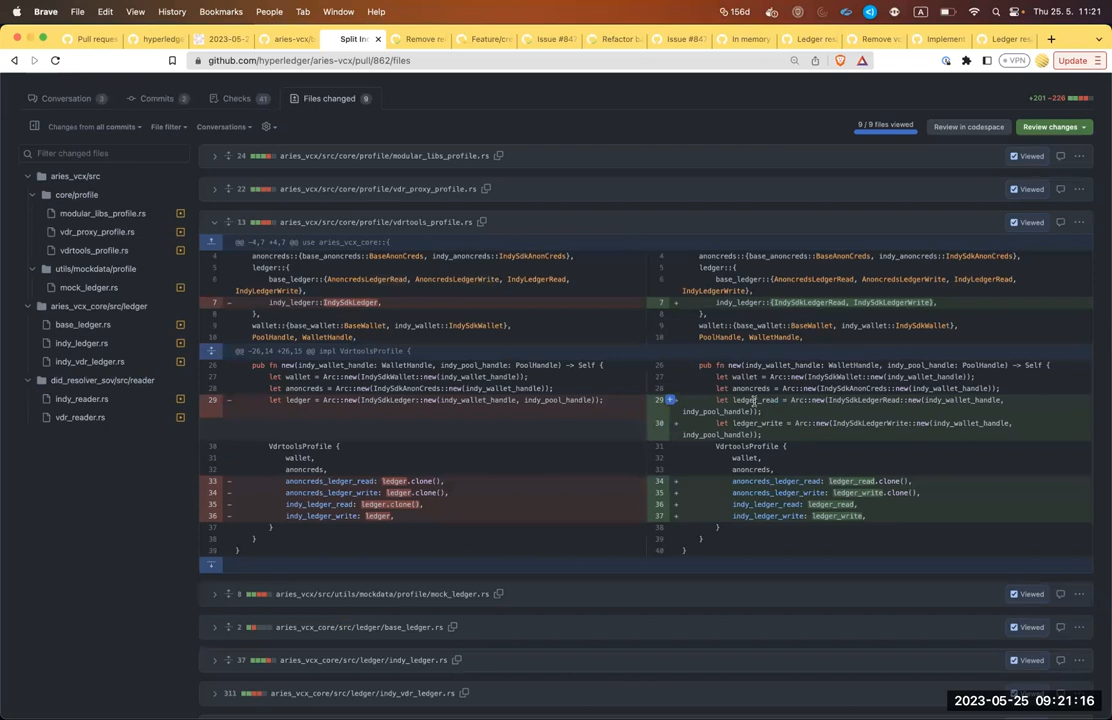 Brave File Edit View History Bookmarks People Tab Window Help 156d A Thu 25. 5. 11:21
Pull reque hyperledge 2023-05-2 aries-vcx/b Split Ind Remove re Feature/cr Issue #847 Refactor b Issue #847 In memory Ledger res Remove vd Implement Ledger res
github.com/hyperledger/aries-vcx/pull/862/files VPN Update
Conversation 3 Commits 2 Checks 41 Files changed 9 +201 −226
Changes from all commits File filter Conversations 9 / 9 files viewed Review in codespace Review changes
Filter changed files
aries_vcx/src
core/profile
modular_libs_profile.rs
vdr_proxy_profile.rs
vdrtools_profile.rs
utils/mockdata/profile
mock_ledger.rs
aries_vcx_core/src/ledger
base_ledger.rs
indy_ledger.rs
indy_vdr_ledger.rs
did_resolver_sov/src/reader
indy_reader.rs
vdr_reader.rs
24 aries_vcx/src/core/profile/modular_libs_profile.rs Viewed
22 aries_vcx/src/core/profile/vdr_proxy_profile.rs Viewed
13 aries_vcx/src/core/profile/vdrtools_profile.rs Viewed
@@ -4,7 +4,7 @@ use aries_vcx_core::{
4 anoncreds::{base_anoncreds::BaseAnonCreds, indy_anoncreds::IndySdkAnonCreds}, 4 anoncreds::{base_anoncreds::BaseAnonCreds, indy_anoncreds::IndySdkAnonCreds},
5 ledger::{ 5 ledger::{
6 base_ledger::{AnoncredsLedgerRead, AnoncredsLedgerWrite, IndyLedgerRead, 6 base_ledger::{AnoncredsLedgerRead, AnoncredsLedgerWrite, IndyLedgerRead,
IndyLedgerWrite}, IndyLedgerWrite},
7 − indy_ledger::IndySdkLedger, 7 + indy_ledger::{IndySdkLedgerRead, IndySdkLedgerWrite},
8 }, 8 },
9 wallet::{base_wallet::BaseWallet, indy_wallet::IndySdkWallet}, 9 wallet::{base_wallet::BaseWallet, indy_wallet::IndySdkWallet},
10 PoolHandle, WalletHandle, 10 PoolHandle, WalletHandle,
@@ -26,14 +26,15 @@ impl VdrtoolsProfile {
26 pub fn new(indy_wallet_handle: WalletHandle, indy_pool_handle: PoolHandle) -> Self { 26 pub fn new(indy_wallet_handle: WalletHandle, indy_pool_handle: PoolHandle) -> Self {
27 let wallet = Arc::new(IndySdkWallet::new(indy_wallet_handle)); 27 let wallet = Arc::new(IndySdkWallet::new(indy_wallet_handle));
28 let anoncreds = Arc::new(IndySdkAnonCreds::new(indy_wallet_handle)); 28 let anoncreds = Arc::new(IndySdkAnonCreds::new(indy_wallet_handle));
29 − let ledger = Arc::new(IndySdkLedger::new(indy_wallet_handle, indy_pool_handle)); 29 + let ledger_read = Arc::new(IndySdkLedgerRead::new(indy_wallet_handle,
indy_pool_handle));
30 + let ledger_write = Arc::new(IndySdkLedgerWrite::new(indy_wallet_handle,
indy_pool_handle));
30 VdrtoolsProfile { 31 VdrtoolsProfile {
31 wallet, 32 wallet,
32 anoncreds, 33 anoncreds,
33 − anoncreds_ledger_read: ledger.clone(), 34 + anoncreds_ledger_read: ledger_read.clone(),
34 − anoncreds_ledger_write: ledger.clone(), 35 + anoncreds_ledger_write: ledger_write.clone(),
35 − indy_ledger_read: ledger.clone(), 36 + indy_ledger_read: ledger_read,
36 − indy_ledger_write: ledger, 37 + indy_ledger_write: ledger_write,
37 } 38 }
38 } 39 }
39 } 40 }
8 aries_vcx/src/utils/mockdata/profile/mock_ledger.rs Viewed
2 aries_vcx_core/src/ledger/base_ledger.rs Viewed
37 aries_vcx_core/src/ledger/indy_ledger.rs Viewed
311 aries_vcx_core/src/ledger/indy_vdr_ledger.rs
2023-05-25 09:21:16